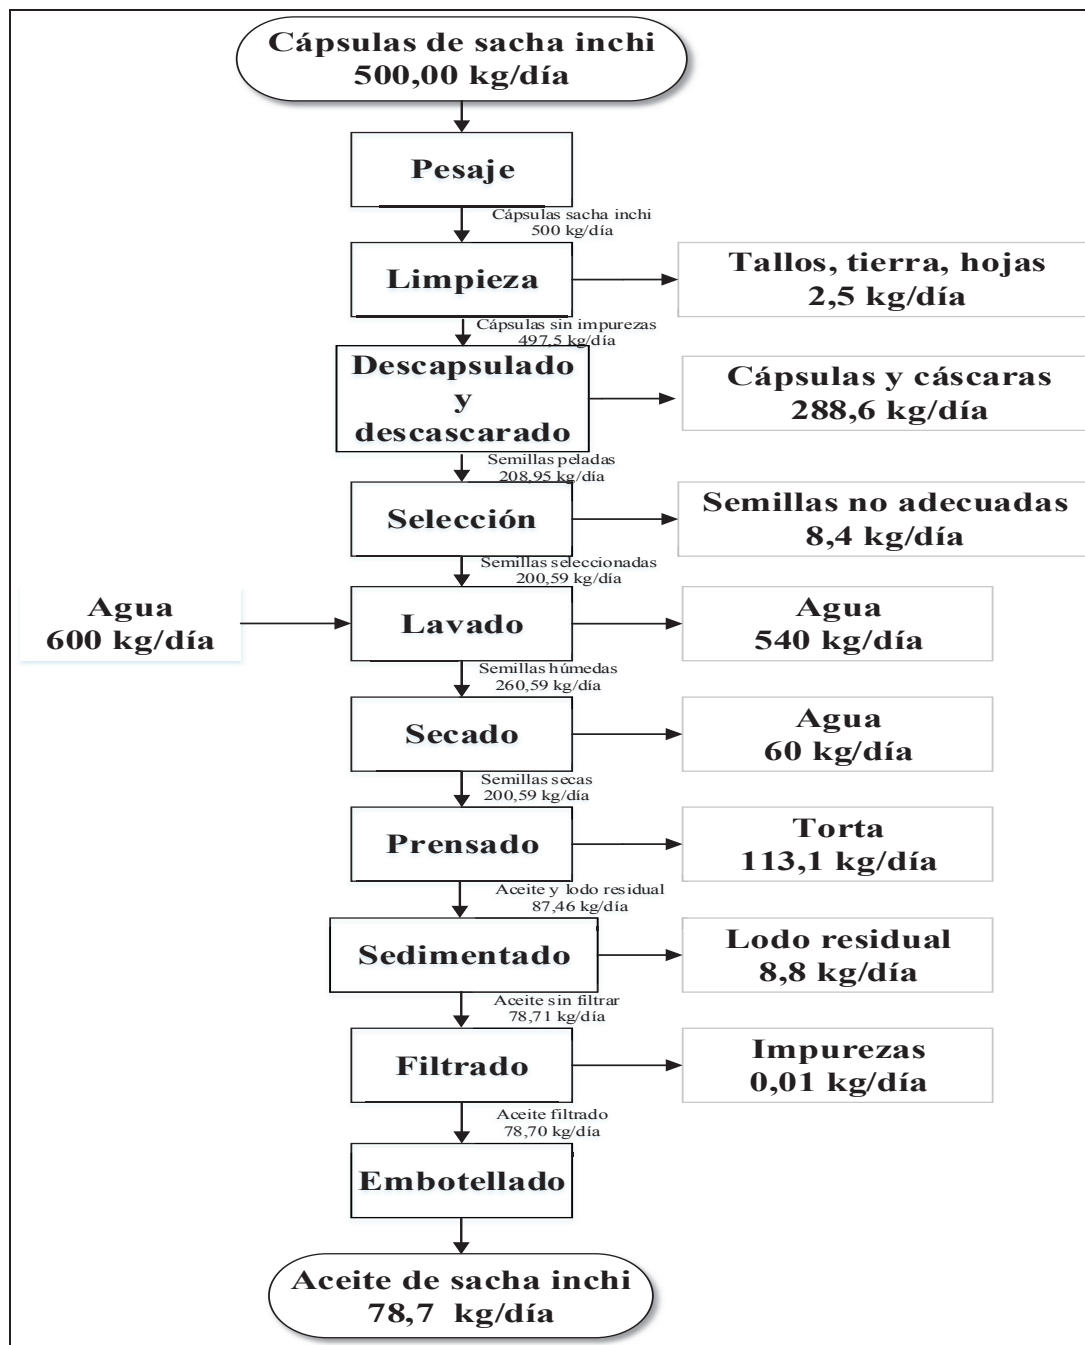 Cápsulas de sacha inchi
500,00 kg/día
Pesaje
Cápsulas sacha inchi
500 kg/día
Limpieza
Tallos, tierra, hojas
2,5 kg/día
Cápsulas sin impurezas
497,5 kg/día
Descapsulado
y
descascarado
Cápsulas y cáscaras
288,6 kg/día
Semillas peladas
208,95 kg/día
Selección
Semillas no adecuadas
8,4 kg/día
Semillas seleccionadas
200,59 kg/día
Agua
600 kg/día
Lavado
Agua
540 kg/día
Semillas húmedas
260,59 kg/día
Secado
Agua
60 kg/día
Semillas secas
200,59 kg/día
Prensado
Torta
113,1 kg/día
Aceite y lodo residual
87,46 kg/día
Sedimentado
Lodo residual
8,8 kg/día
Aceite sin filtrar
78,71 kg/día
Filtrado
Impurezas
0,01 kg/día
Aceite filtrado
78,70 kg/día
Embotellado
Aceite de sacha inchi
78,7 kg/día